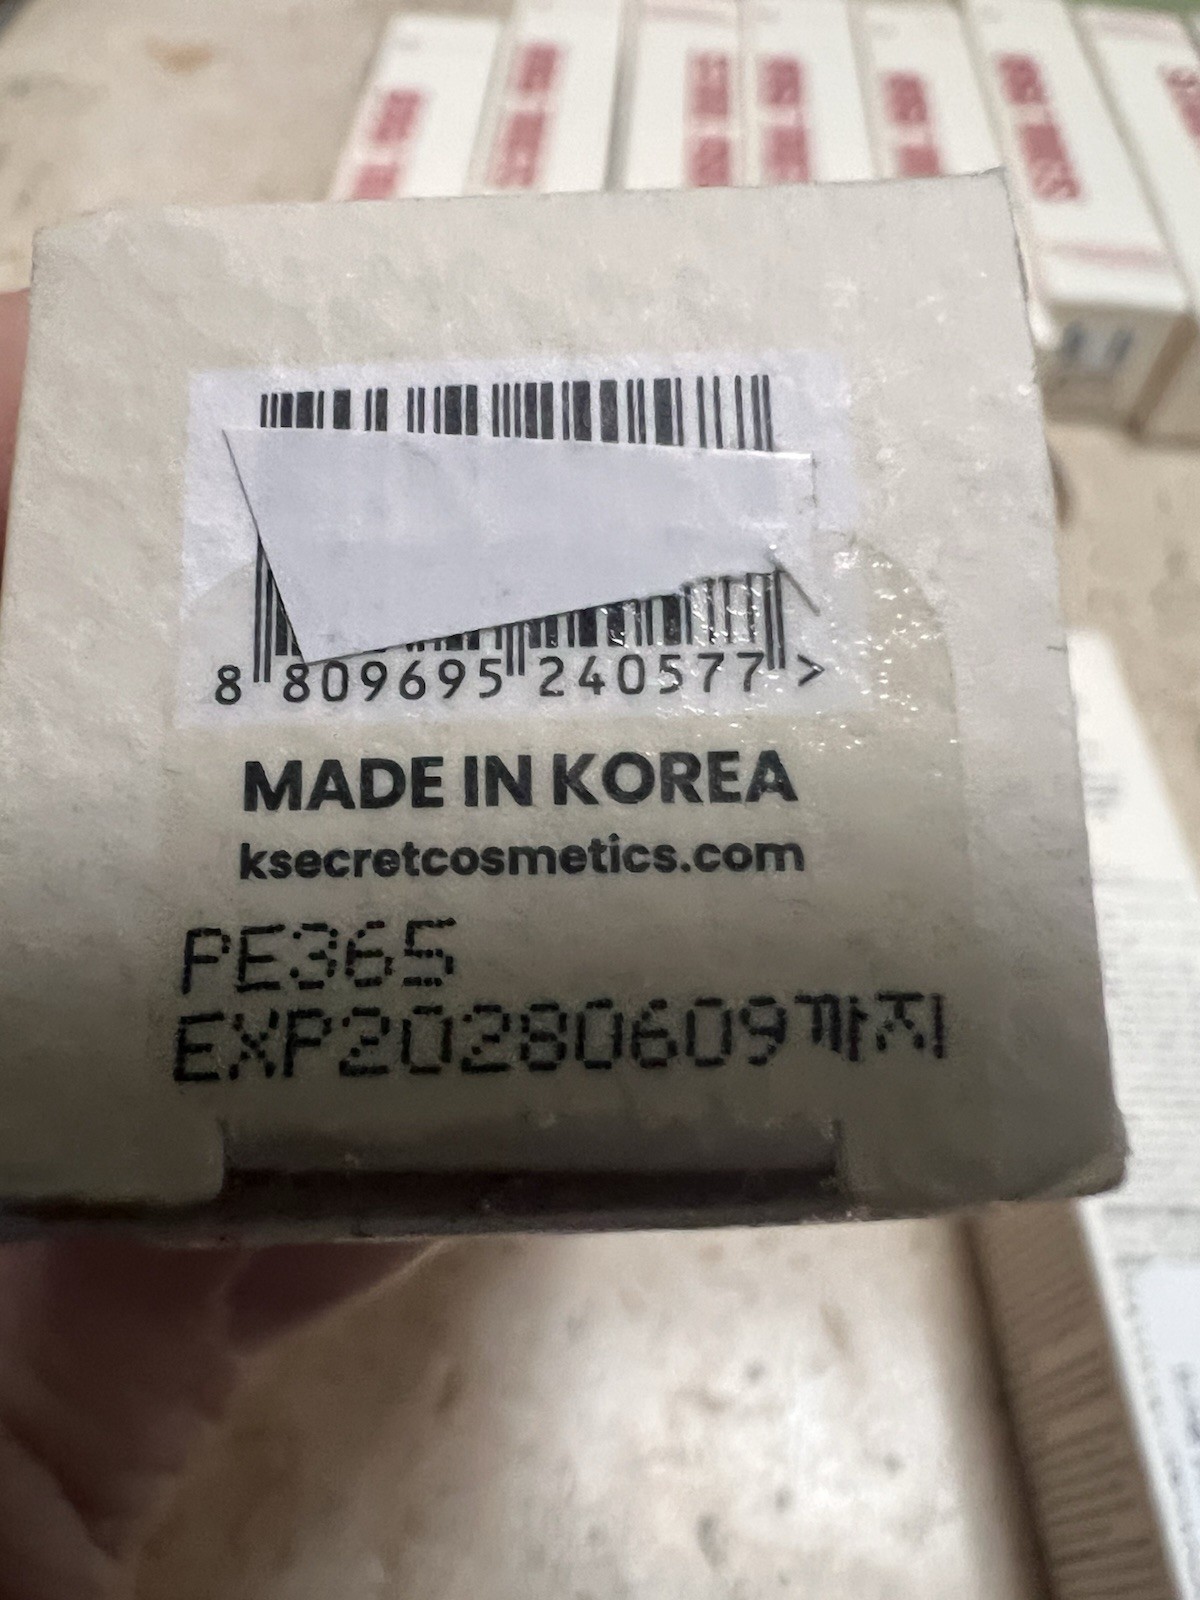 8 809695 240577 >
MADE IN KOREA
ksecretcosmetics.com
PE365
EXP20280609까지